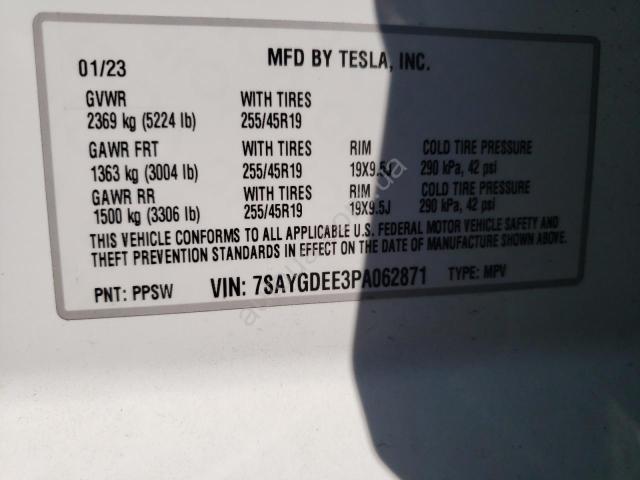 01/23 MFD BY TESLA, INC.
GVWR WITH TIRES
2369 kg (5224 lb) 255/45R19
GAWR FRT WITH TIRES RIM COLD TIRE PRESSURE
1363 kg (3004 lb) 255/45R19 19X9.5J 290 kPa, 42 psi
GAWR RR WITH TIRES RIM COLD TIRE PRESSURE
1500 kg (3306 lb) 255/45R19 19X9.5J 290 kPa, 42 psi
THIS VEHICLE CONFORMS TO ALL APPLICABLE U.S. FEDERAL MOTOR VEHICLE SAFETY AND
THEFT PREVENTION STANDARDS IN EFFECT ON THE DATE OF MANUFACTURE SHOWN ABOVE.
PNT: PPSW VIN: 7SAYGDEE3PA062871 TYPE: MPV